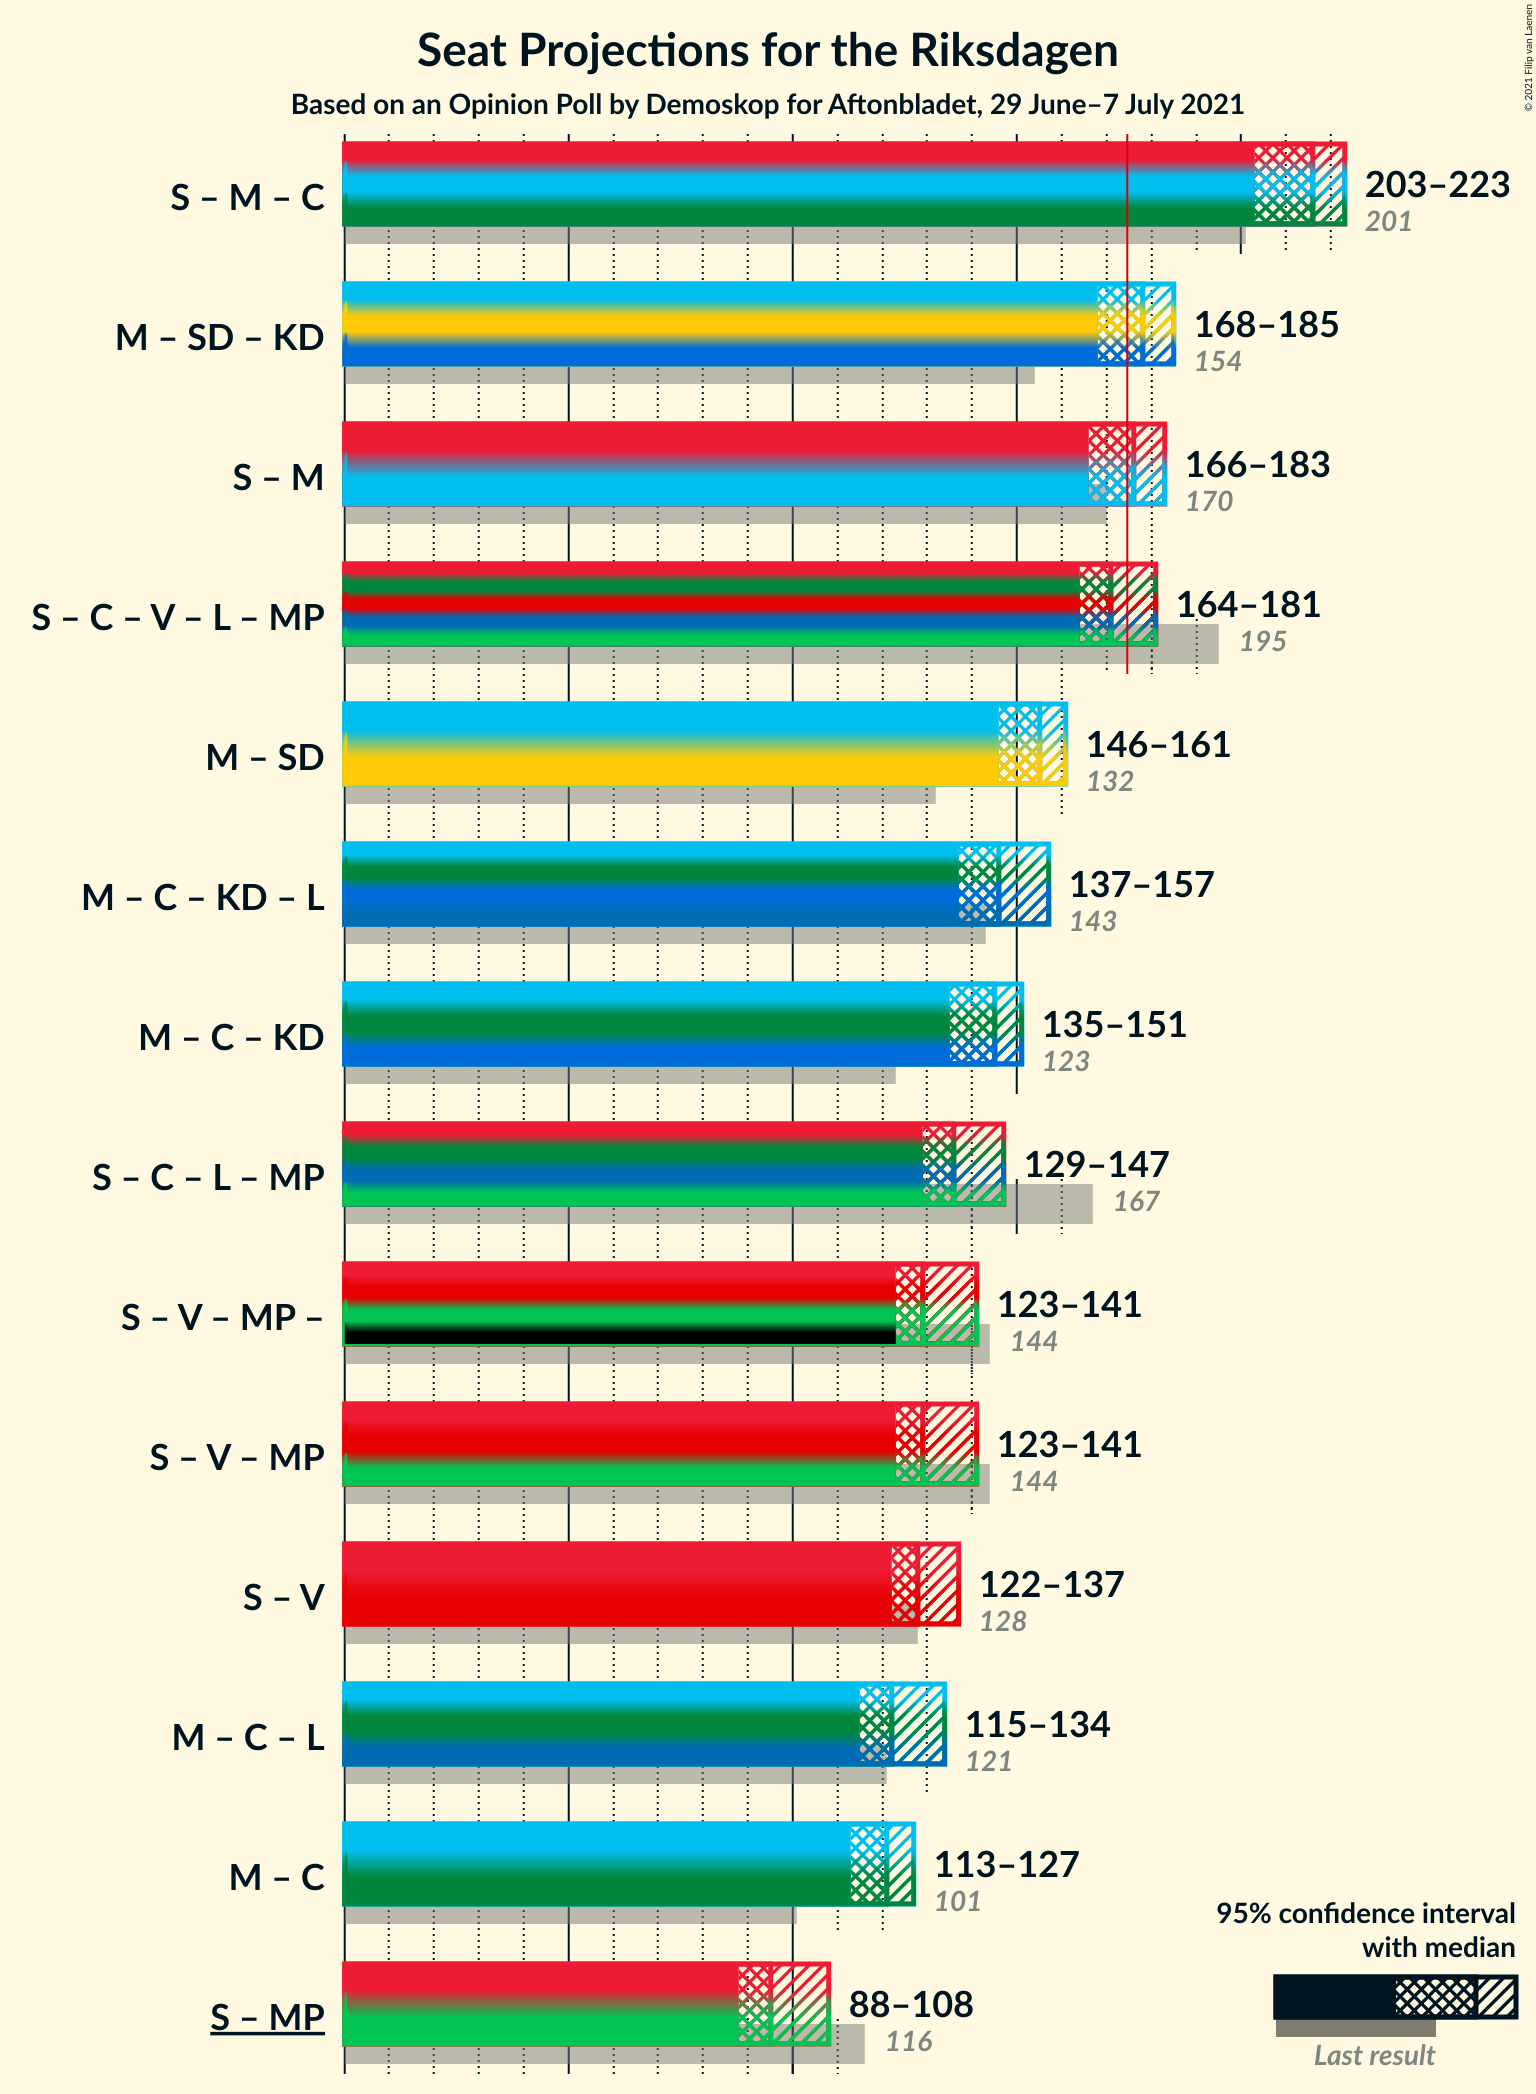 Seat Projections for the Riksdagen
Based on an Opinion Poll by Demoskop for Aftonbladet, 29 June–7 July 2021
© 2021 Filip van Laenen
S – M – C
203–223
201
M – SD – KD
168–185
154
S – M
166–183
170
S – C – V – L – MP
164–181
195
M – SD
146–161
132
M – C – KD – L
137–157
143
M – C – KD
135–151
123
S – C – L – MP
129–147
167
S – V – MP –
123–141
144
S – V – MP
123–141
144
S – V
122–137
128
M – C – L
115–134
121
M – C
113–127
101
S – MP
88–108
116
95% confidence interval
with median
Last result